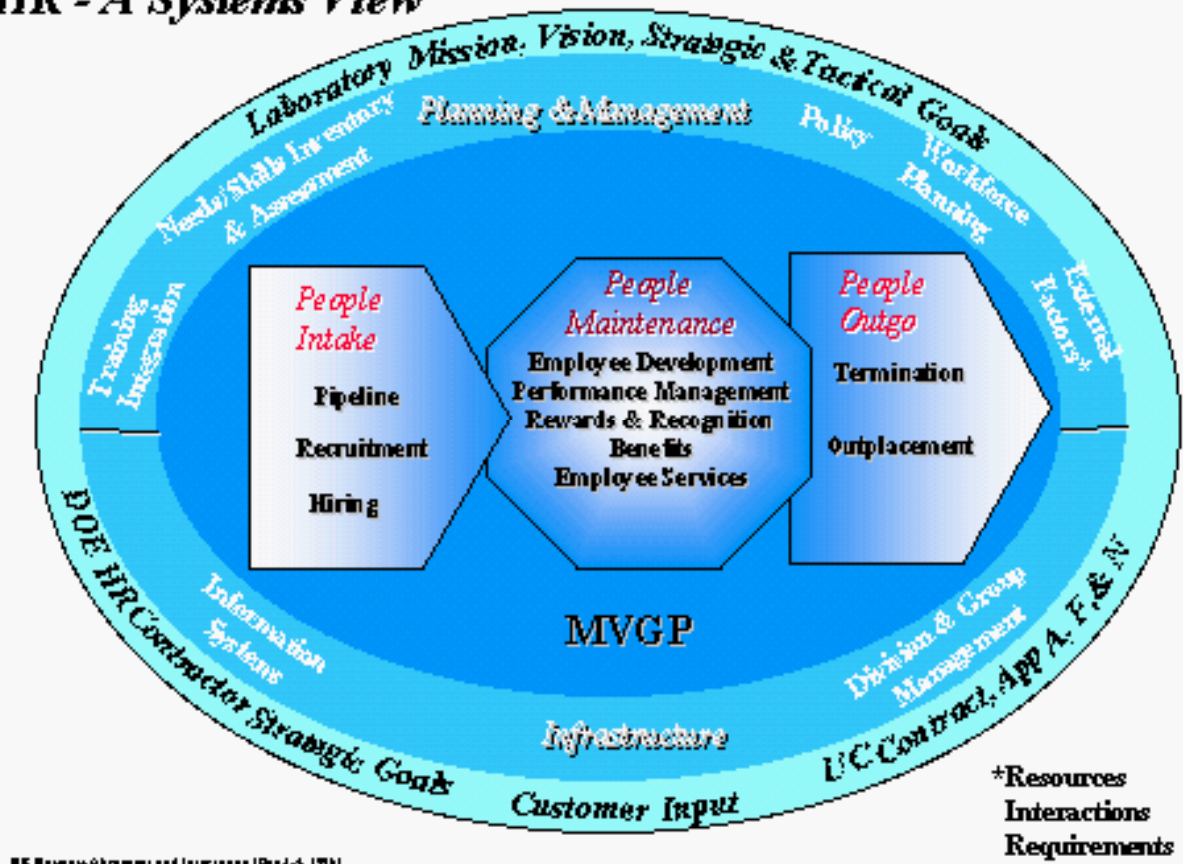 HR - A Systems View
Laboratory Mission, Vision, Strategic & Tactical Goals
Planning & Management
Needs/Skills Inventory
& Assessment
Training
Integration
Policy
Workforce
Planning
External
Factors*
People
Intake
Pipeline
Recruitment
Hiring
People
Maintenance
Employee Development
Performance Management
Rewards & Recognition
Benefits
Employee Services
People
Outgo
Termination
Outplacement
MVGP
Information
Systems
Infrastructure
Division & Group
Management
DOE HR Contractor Strategic Goals
Customer Input
UC Contract, App A, F, & N
*Resources
Interactions
Requirements